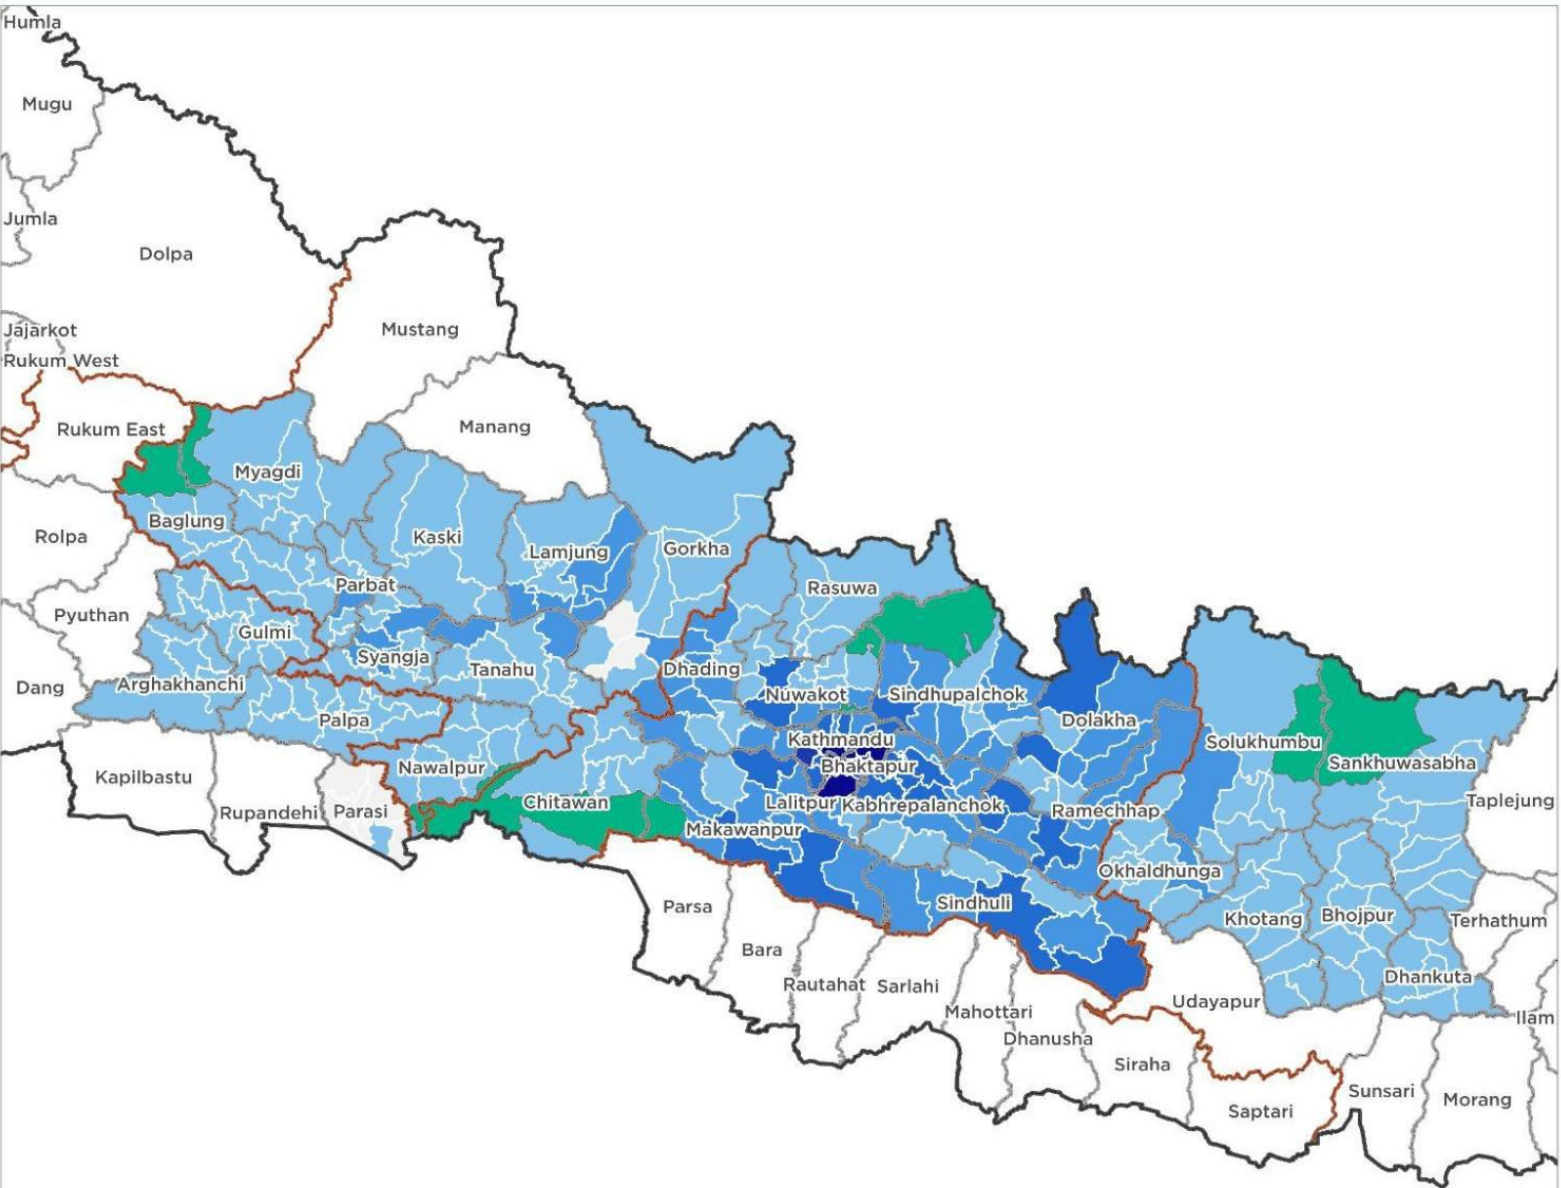 Humla
Mugu
Jumla
Dolpa
Jajarkot
Mustang
Rukum West
Rukum East
Manang
Myagdi
Baglung
Rolpa
Kaski
Lamjung
Gorkha
Parbat
Rasuwa
Pyuthan
Gulmi
Syangja
Tanahu
Dhading
Dang
Arghakhanchi
Nuwakot
Sindhupalchok
Palpa
Dolakha
Kathmandu
Solukhumbu
Nawalpur
Bhaktapur
Sankhuwasabha
Kapilbastu
Rupandehi
Parasi
Chitawan
Lalitpur
Kabhrepalanchok
Ramechhap
Taplejung
Makawanpur
Okhaldhunga
Parsa
Sindhuli
Khotang
Bhojpur
Terhathum
Bara
Dhankuta
Rautahat
Sarlahi
Udayapur
Mahottari
Ilam
Dhanusha
Siraha
Sunsari
Morang
Saptari